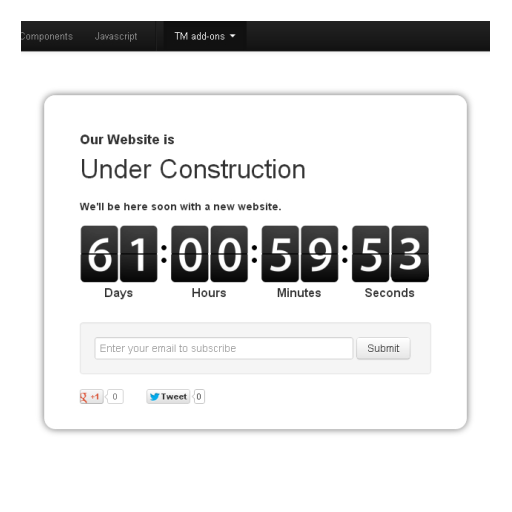 Components Javascript TM add-ons
Our Website is
Under Construction
We'll be here soon with a new website.
61:00:59:53
Days Hours Minutes Seconds
Enter your email to subscribe Submit
+1 0 Tweet 0